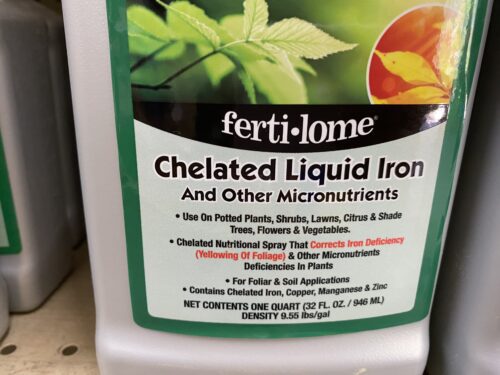 ferti•lome®
Chelated Liquid Iron
And Other Micronutrients
• Use On Potted Plants, Shrubs, Lawns, Citrus & Shade
Trees, Flowers & Vegetables.
• Chelated Nutritional Spray That Corrects Iron Deficiency
(Yellowing Of Foliage) & Other Micronutrients
Deficiencies In Plants
• For Foliar & Soil Applications
• Contains Chelated Iron, Copper, Manganese & Zinc
NET CONTENTS ONE QUART (32 FL. OZ. / 946 ML)
DENSITY 9.55 lbs/gal